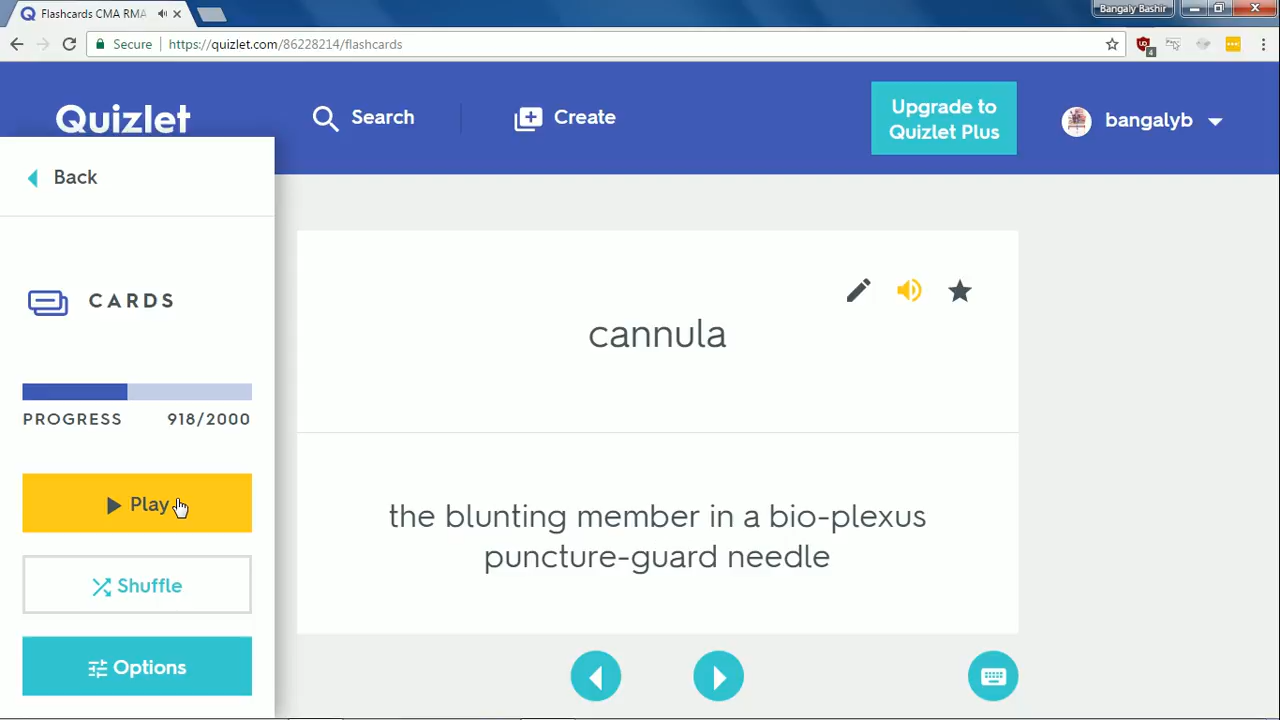 Flashcards CMA RMA
Bangaly Bashir
Secure
https://quizlet.com/86228214/flashcards
4
Quizlet
Search
Create
Upgrade to
Quizlet Plus
bangalyb
Back
CARDS
PROGRESS 918/2000
Play
Shuffle
Options
cannula
the blunting member in a bio-plexus
puncture-guard needle